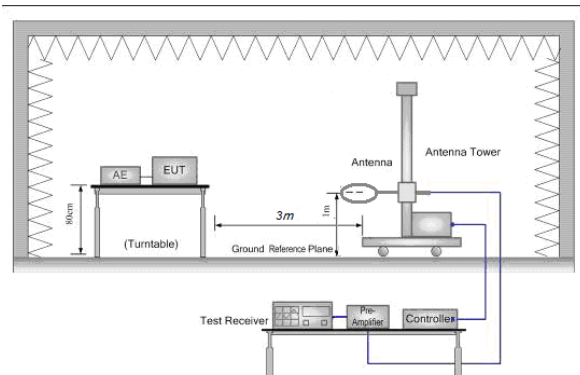 Antenna Tower
Antenna
EUT
AE
80cm
3m
1m
(Turntable)
Ground Reference Plane
Test Receiver
Pre-
Amplifier
Controller